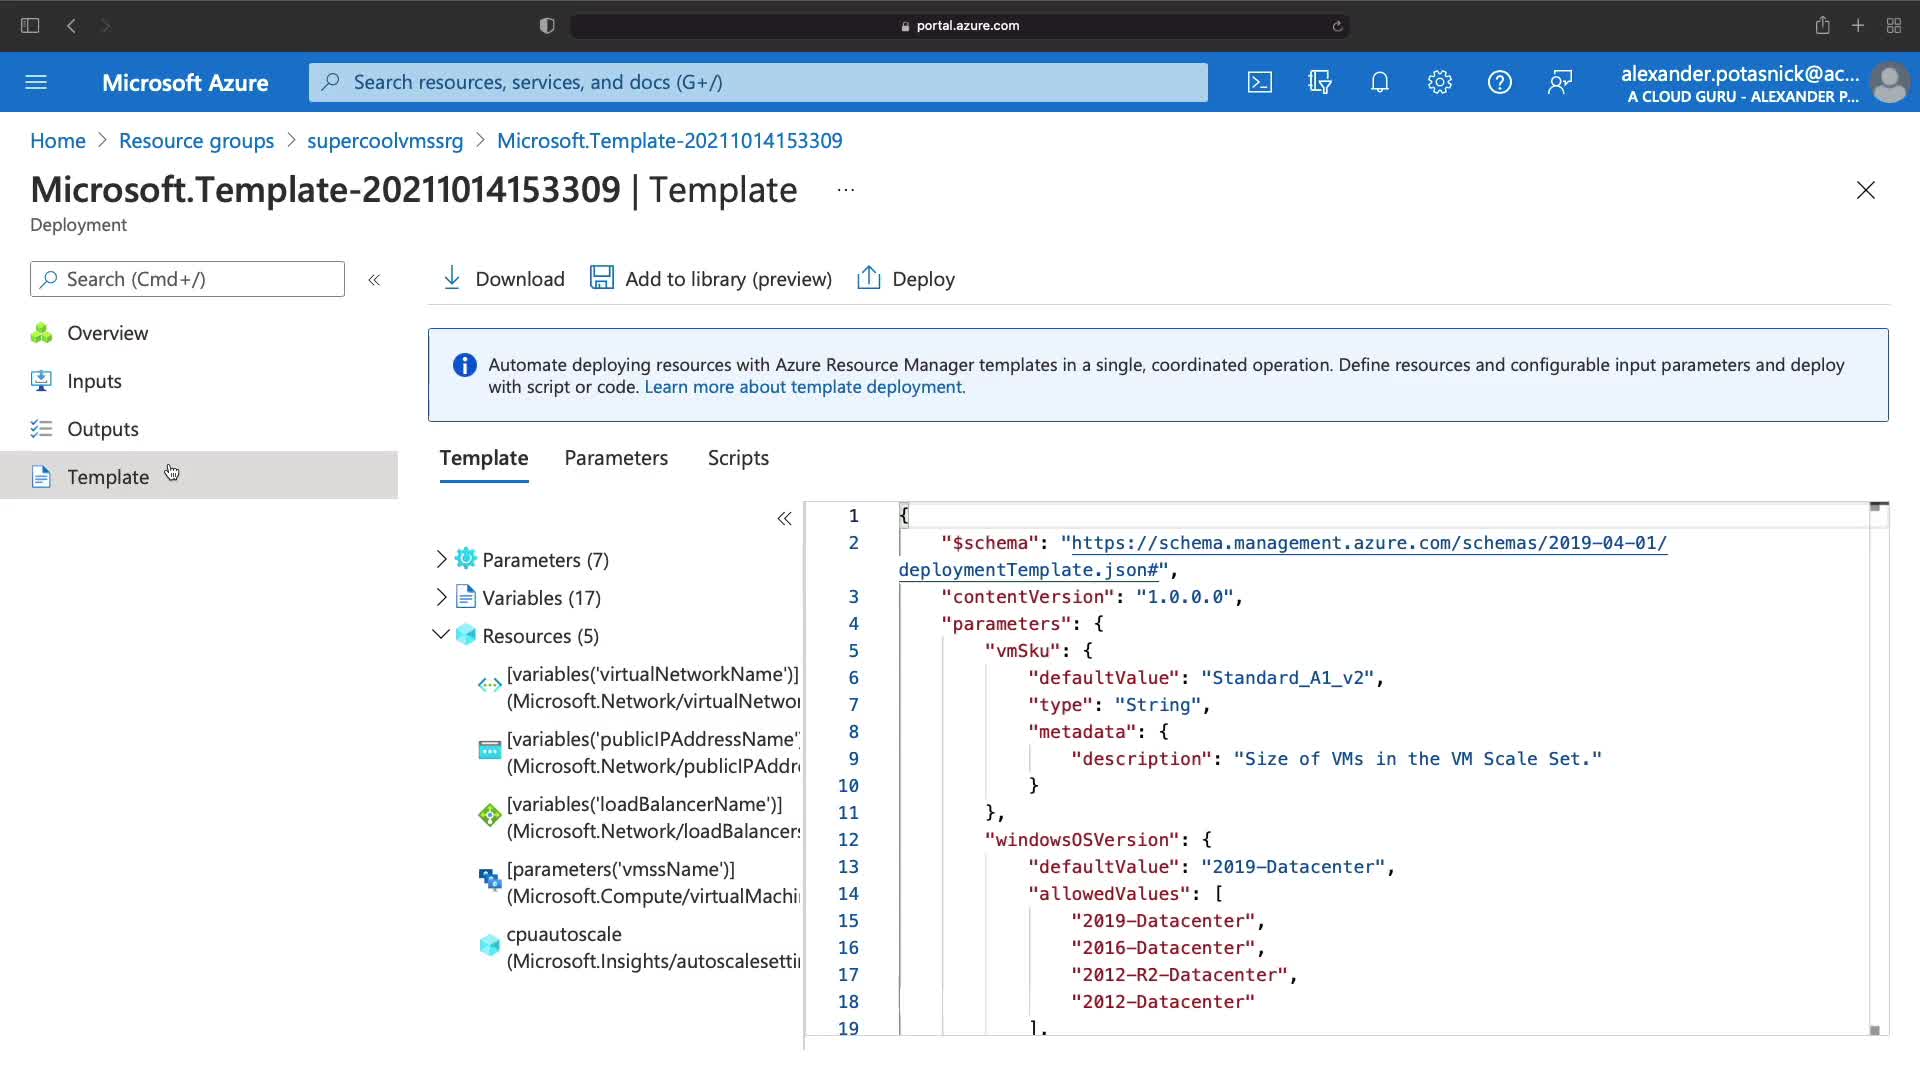 portal.azure.com
Microsoft Azure
Search resources, services, and docs (G+/)
alexander.potasnick@ac...
A CLOUD GURU - ALEXANDER P...
Home > Resource groups > supercoolvmssrg > Microsoft.Template-20211014153309
Microsoft.Template-20211014153309 | Template ...
Deployment
Search (Cmd+/)
«
Overview
Inputs
Outputs
Template
Download
Add to library (preview)
Deploy
Automate deploying resources with Azure Resource Manager templates in a single, coordinated operation. Define resources and configurable input parameters and deploy
with script or code. Learn more about template deployment.
Template Parameters Scripts
«
Parameters (7)
Variables (17)
Resources (5)
[variables('virtualNetworkName')]
(Microsoft.Network/virtualNetwor
[variables('publicIPAddressName'
(Microsoft.Network/publicIPAddr
[variables('loadBalancerName')]
(Microsoft.Network/loadBalancers
[parameters('vmssName')]
(Microsoft.Compute/virtualMachi
cpuautoscale
(Microsoft.Insights/autoscalesetti
1 {
2 "$schema": "https://schema.management.azure.com/schemas/2019-04-01/
deploymentTemplate.json#",
3 "contentVersion": "1.0.0.0",
4 "parameters": {
5 "vmSku": {
6 "defaultValue": "Standard_A1_v2",
7 "type": "String",
8 "metadata": {
9 "description": "Size of VMs in the VM Scale Set."
10 }
11 },
12 "windowsOSVersion": {
13 "defaultValue": "2019-Datacenter",
14 "allowedValues": [
15 "2019-Datacenter",
16 "2016-Datacenter",
17 "2012-R2-Datacenter",
18 "2012-Datacenter"
19 ],